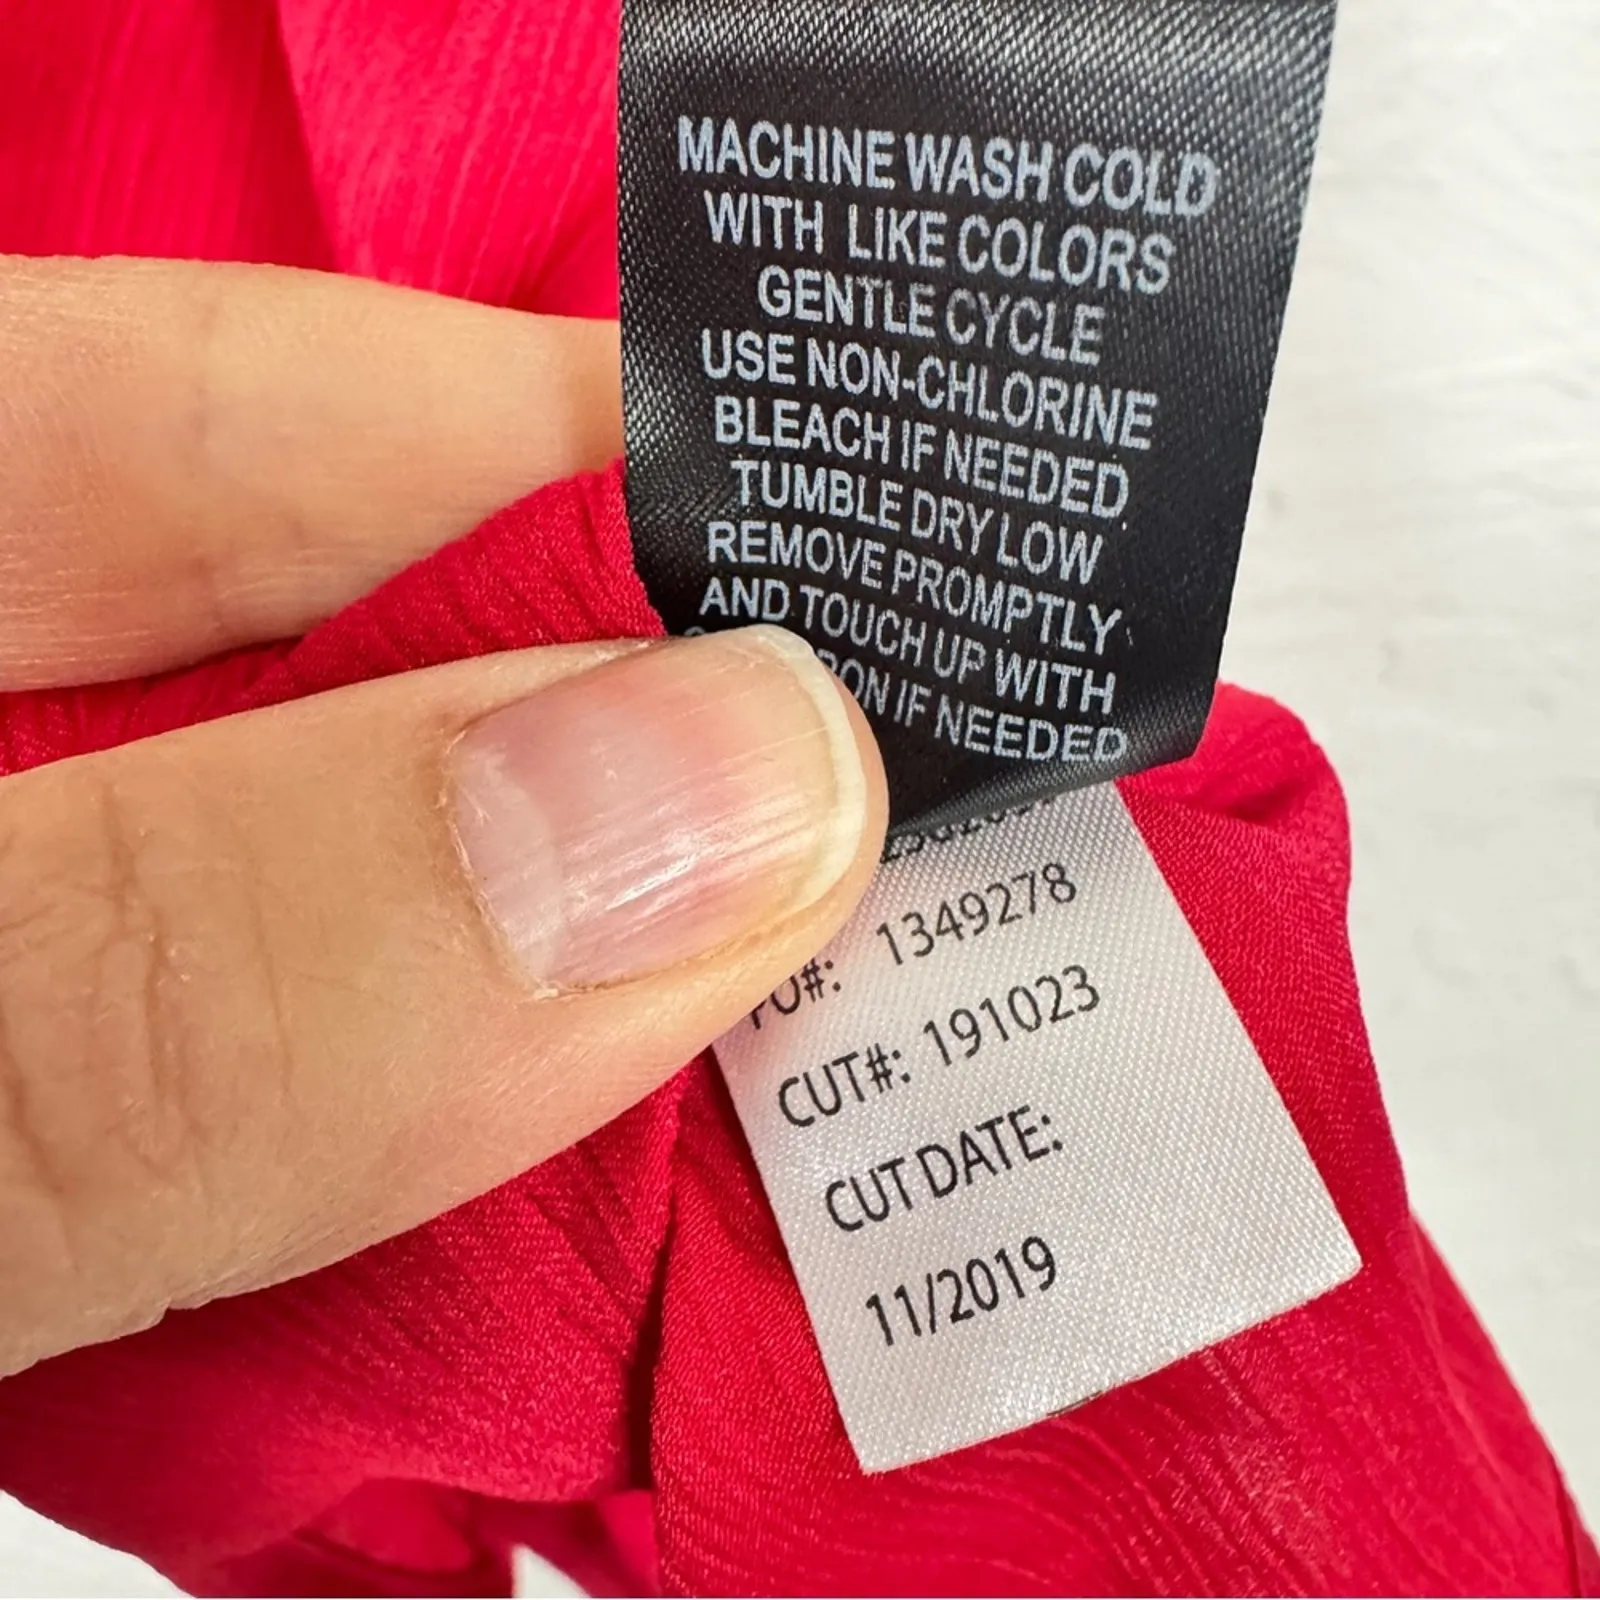 MACHINE WASH COLD
WITH LIKE COLORS
GENTLE CYCLE
USE NON-CHLORINE
BLEACH IF NEEDED
TUMBLE DRY LOW
REMOVE PROMPTLY
AND TOUCH UP WITH
IF NEEDED
PO#: 1349278
CUT#: 191023
CUT DATE:
11/2019